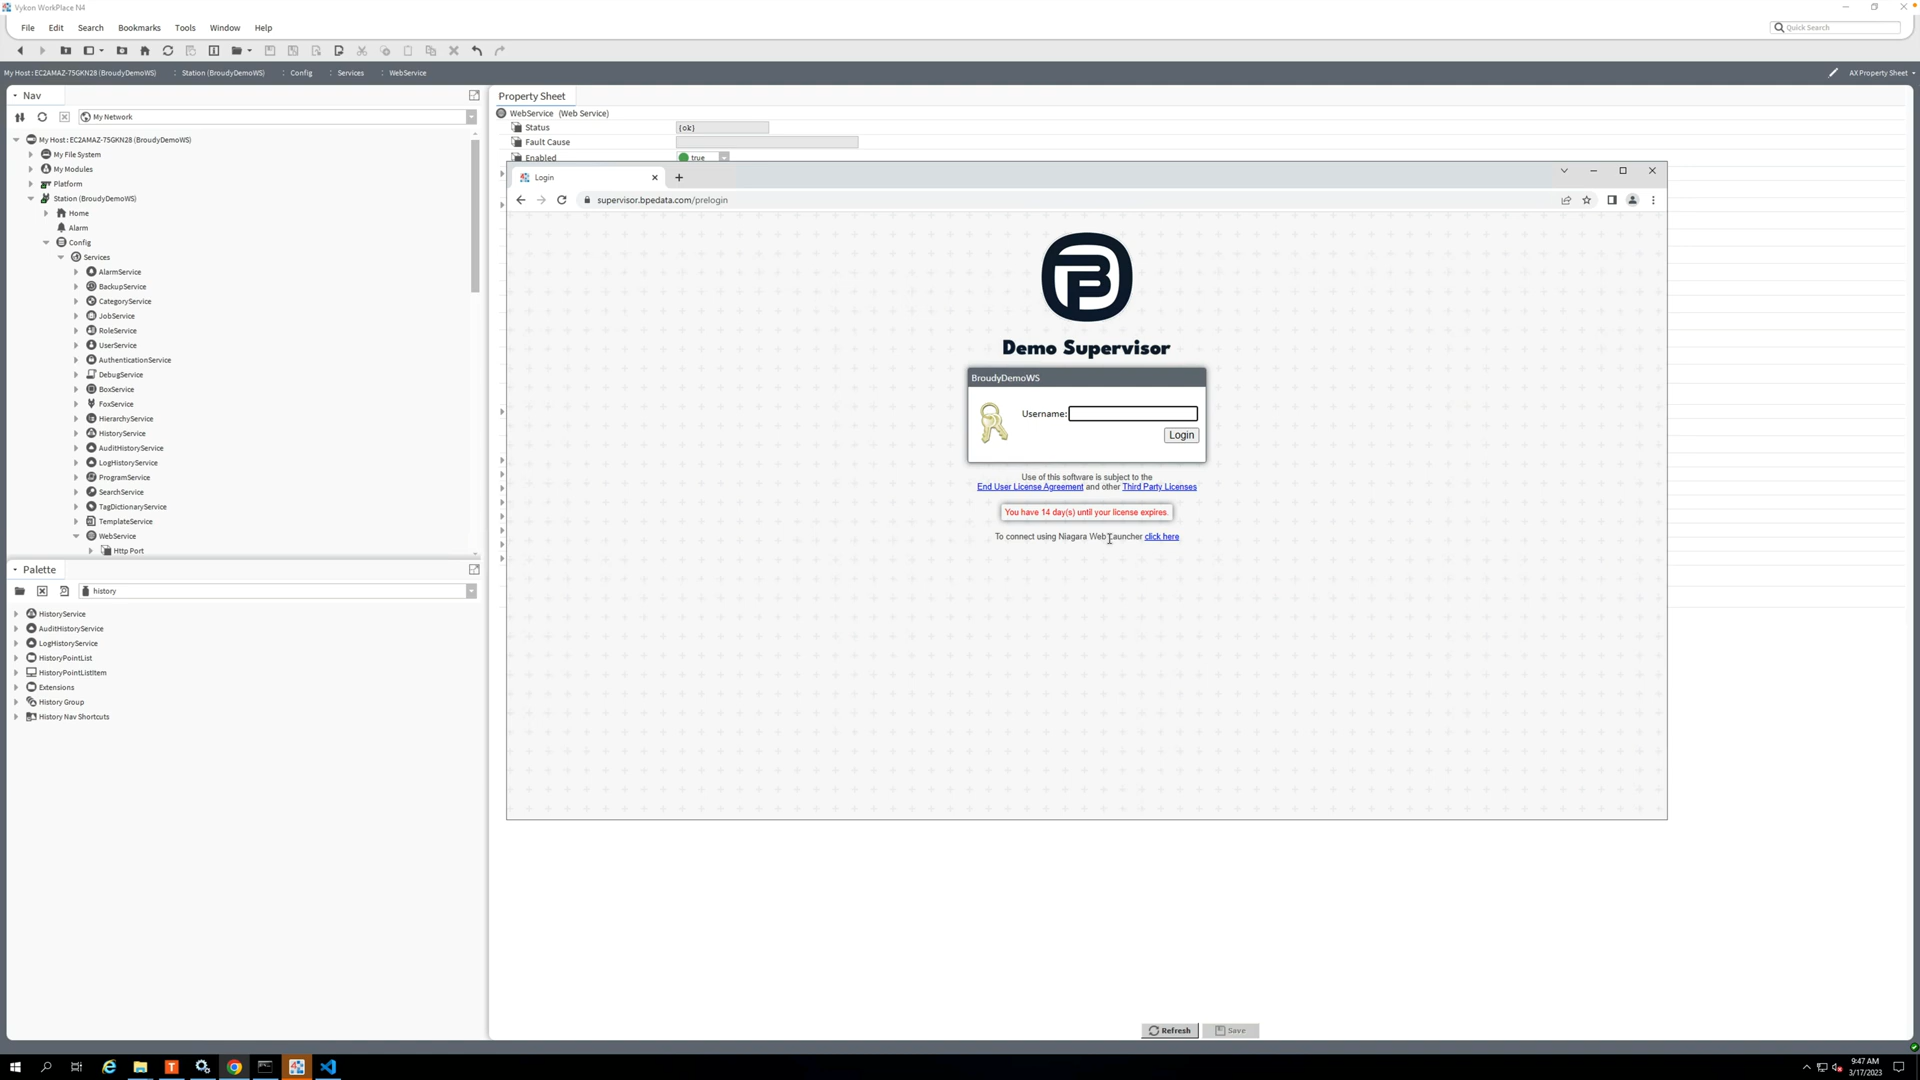 Vykon WorkPlace N4
File Edit Search Bookmarks Tools Window Help
Quick Search
My Host : EC2AMAZ-75GKN28 (BroudyDemoWS) : Station (BroudyDemoWS) : Config : Services : WebService
AX Property Sheet
Nav
My Network
My Host : EC2AMAZ-75GKN28 (BroudyDemoWS)
My File System
My Modules
Platform
Station (BroudyDemoWS)
Home
Alarm
Config
Services
AlarmService
BackupService
CategoryService
JobService
RoleService
UserService
AuthenticationService
DebugService
BoxService
FoxService
HierarchyService
HistoryService
AuditHistoryService
LogHistoryService
ProgramService
SearchService
TagDictionaryService
TemplateService
WebService
Http Port
Palette
history
HistoryService
AuditHistoryService
LogHistoryService
HistoryPointList
HistoryPointListItem
Extensions
History Group
History Nav Shortcuts
Property Sheet
WebService (Web Service)
Status {ok}
Fault Cause
Enabled true
Login
supervisor.bpedata.com/prelogin
Demo Supervisor
BroudyDemoWS
Username:
Login
Use of this software is subject to the
End User License Agreement and other Third Party Licenses
You have 14 day(s) until your license expires.
To connect using Niagara Web Launcher click here
Refresh Save
9:47 AM
3/17/2023